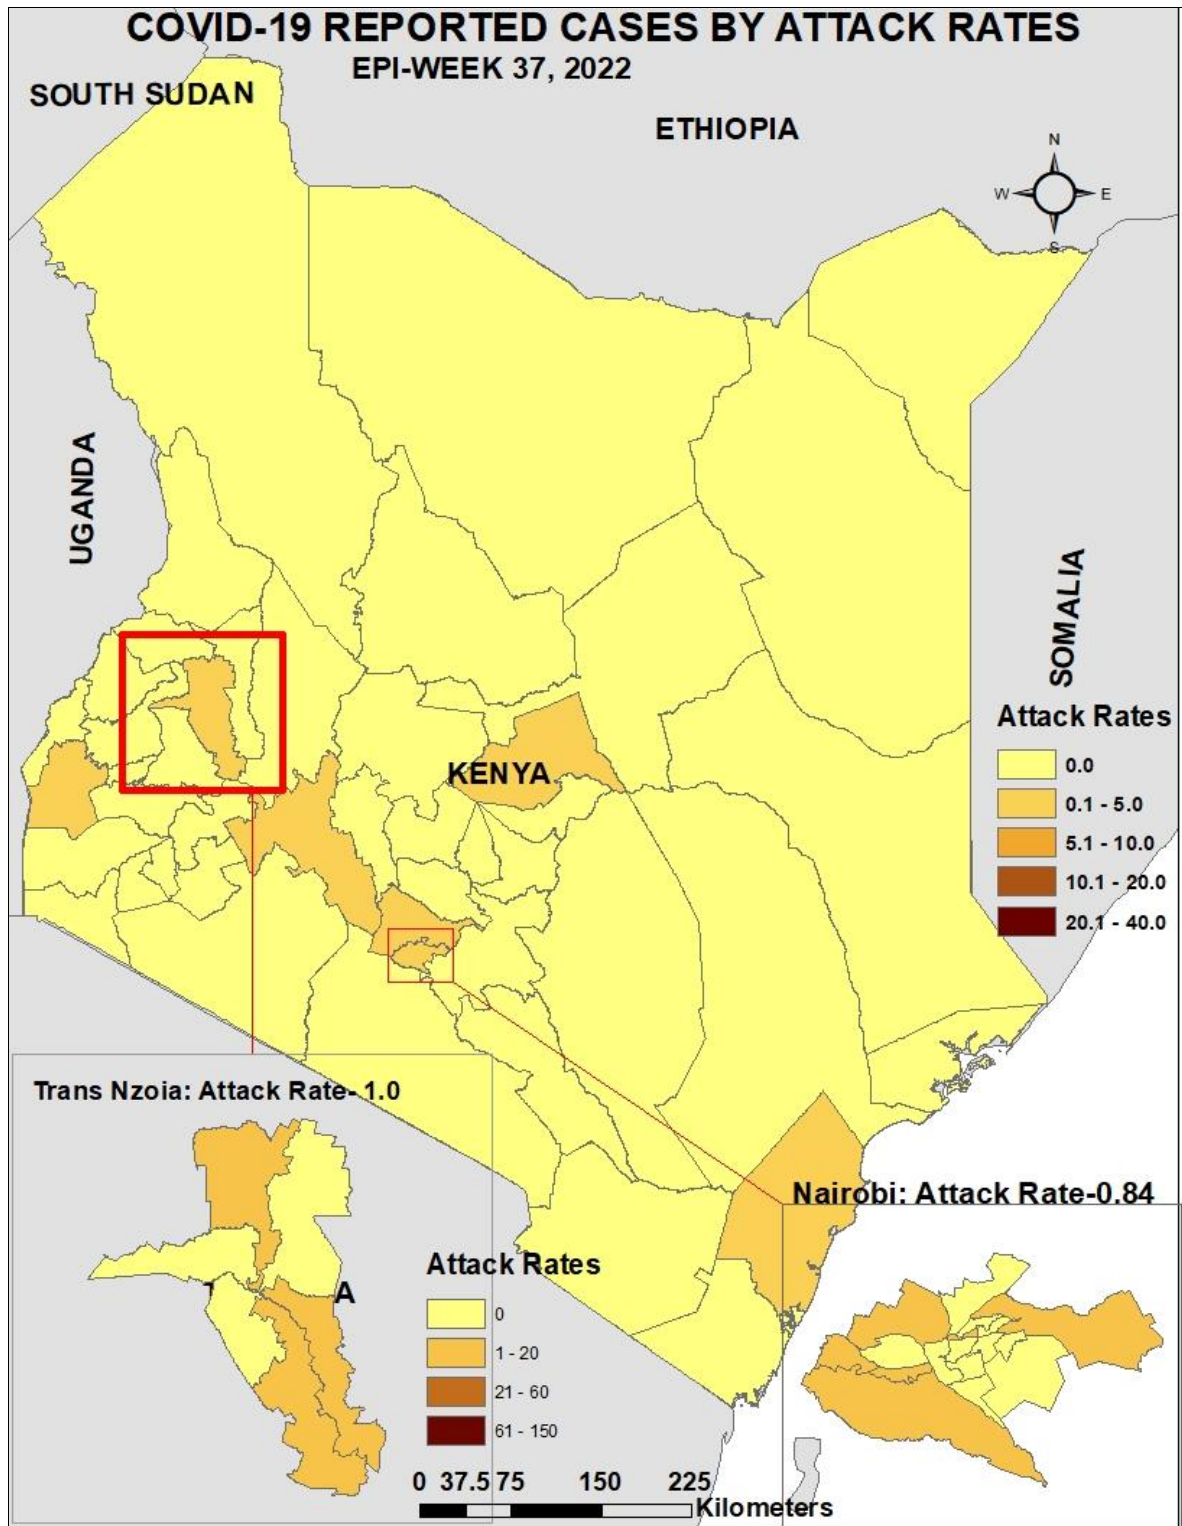 COVID-19 REPORTED CASES BY ATTACK RATES
EPI-WEEK 37, 2022
SOUTH SUDAN
ETHIOPIA
N
W
E
S
UGANDA
SOMALIA
KENYA
Attack Rates
0.0
0.1 - 5.0
5.1 - 10.0
10.1 - 20.0
20.1 - 40.0
Trans Nzoia: Attack Rate- 1.0
A
Nairobi: Attack Rate-0.84
Attack Rates
0
1 - 20
21 - 60
61 - 150
0 37.5 75 150 225
Kilometers